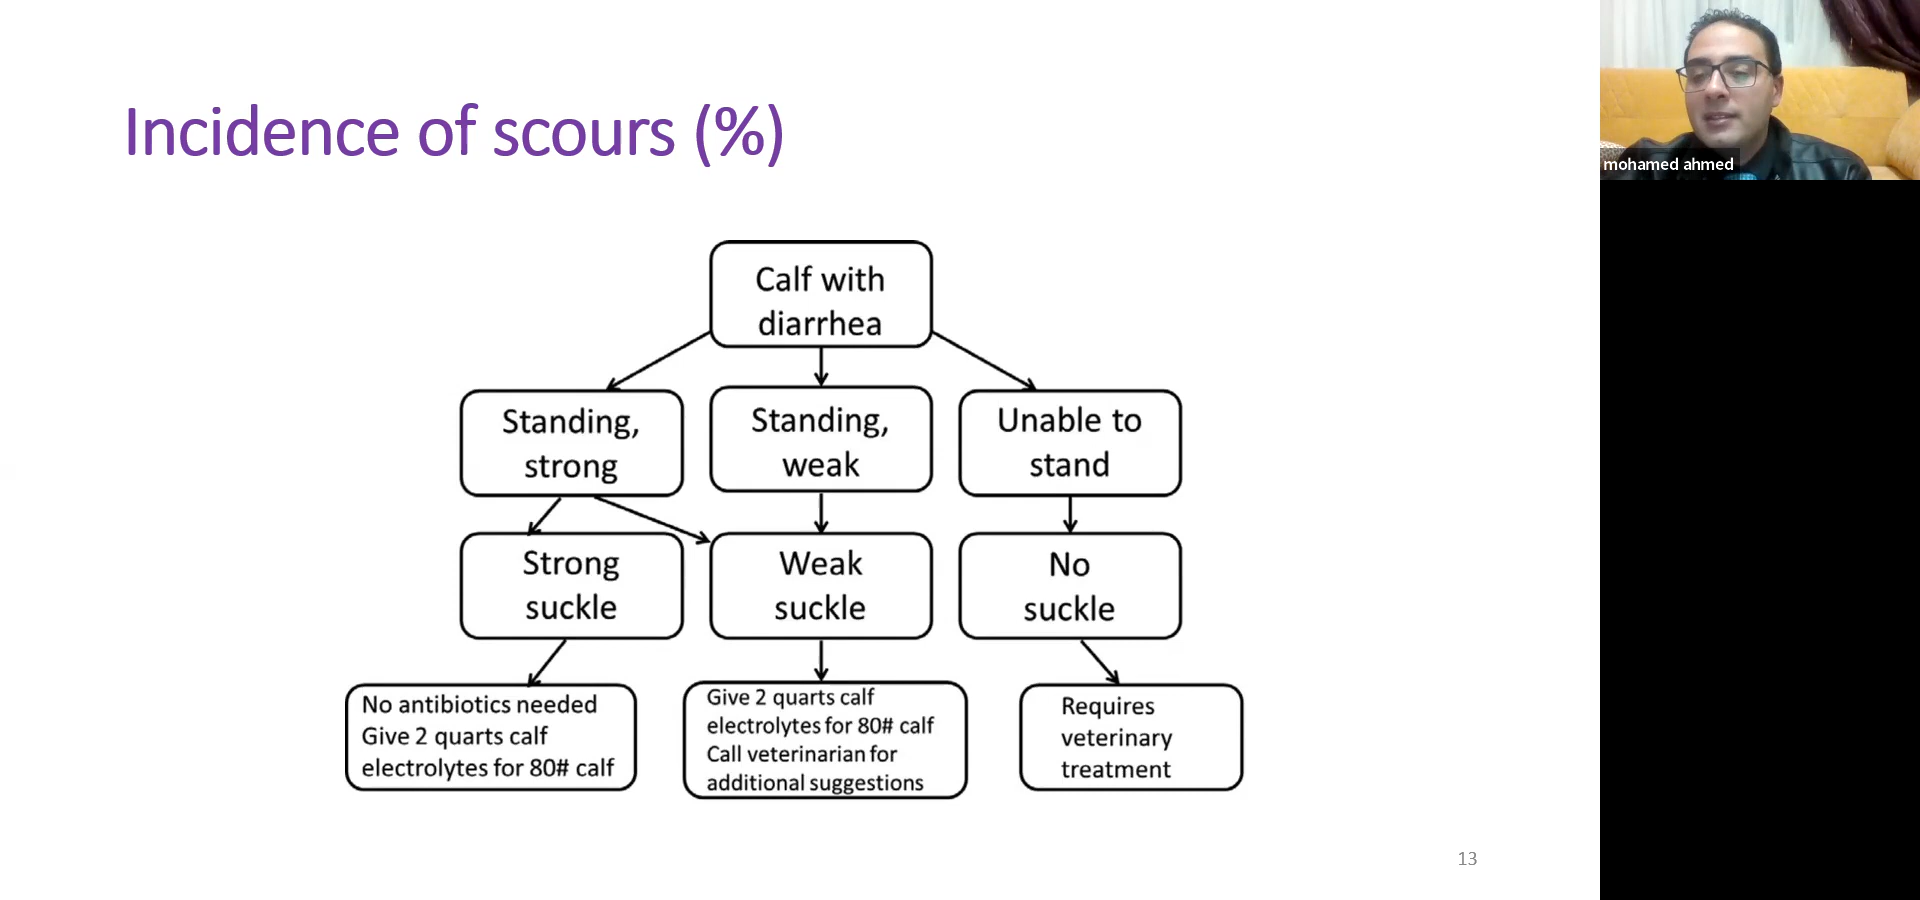 Incidence of scours (%)
mohamed ahmed
Calf with
diarrhea
Standing,
strong
Standing,
weak
Unable to
stand
Strong
suckle
Weak
suckle
No
suckle
No antibiotics needed
Give 2 quarts calf
electrolytes for 80# calf
Give 2 quarts calf
electrolytes for 80# calf
Call veterinarian for
additional suggestions
Requires
veterinary
treatment
13